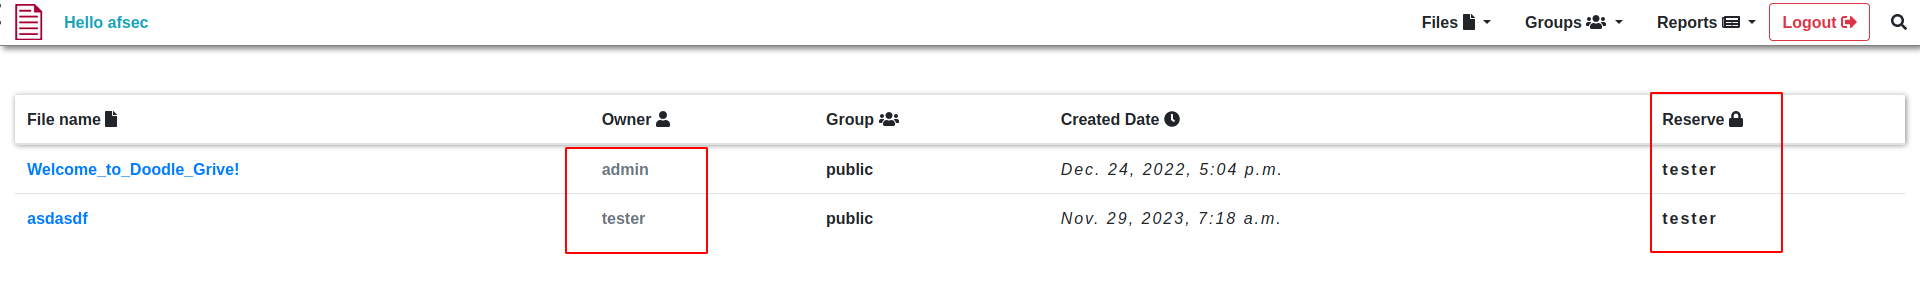 Hello afsec Files Groups Reports Logout
File name Owner Group Created Date Reserve
Welcome_to_Doodle_Grive! admin public Dec. 24, 2022, 5:04 p.m. tester
asdasdf tester public Nov. 29, 2023, 7:18 a.m. tester